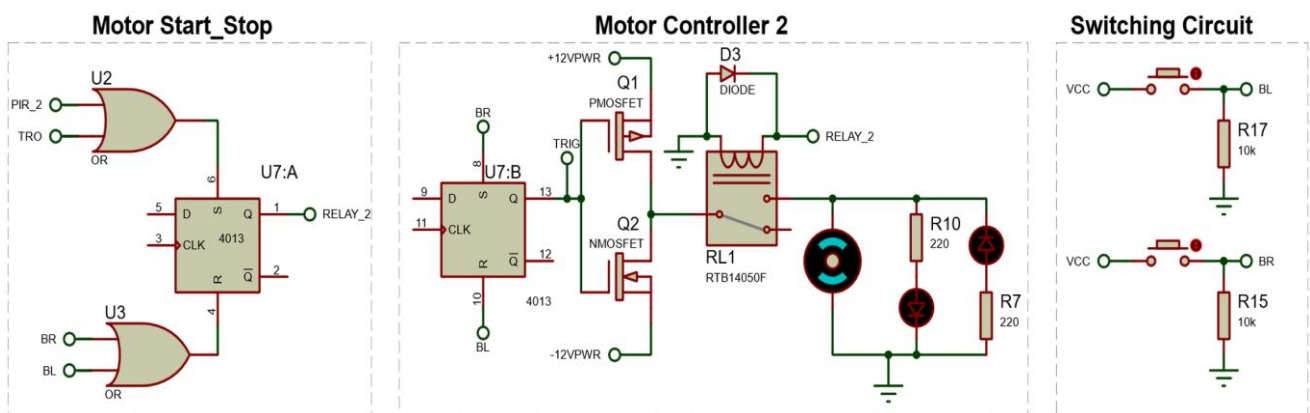 Motor Start_Stop
U2
PIR_2
TRO
OR
6
U7:A
5
D
S
Q
1
RELAY_2
4013
3
CLK
R
Q
2
4
U3
BR
BL
OR
Motor Controller 2
+12VPWR
D3
DIODE
Q1
PMOSFET
BR
TRIG
RELAY_2
8
U7:B
9
D
S
Q
13
11
CLK
R
Q
12
10
4013
BL
Q2
NMOSFET
-12VPWR
RL1
RTB14050F
R10
220
R7
220
Switching Circuit
VCC
BL
R17
10k
VCC
BR
R15
10k